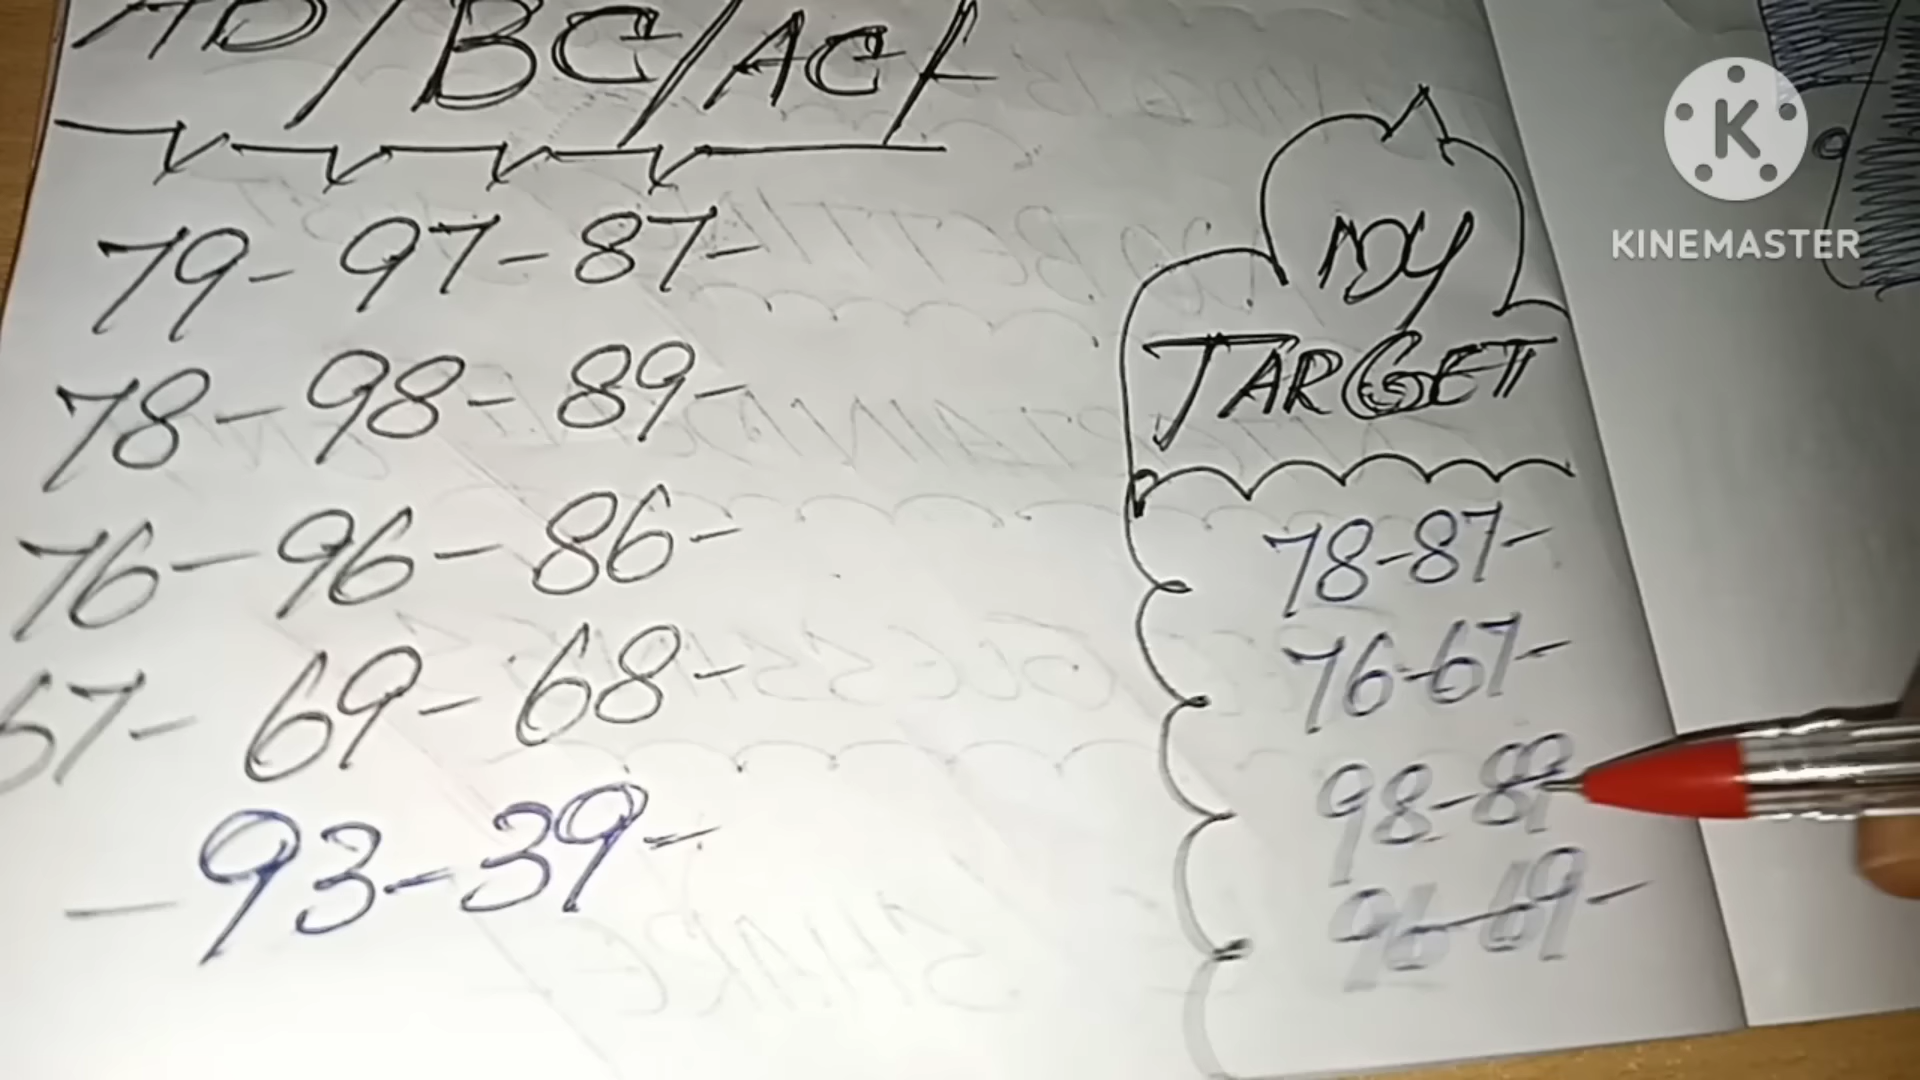 /BC/AC/
79-97-87-
78-98-89-
76-96-86-
67-69-68-
-93-39-
MY
TARGET
78-87-
76-67-
98-89
96-69-
K
KINEMASTER